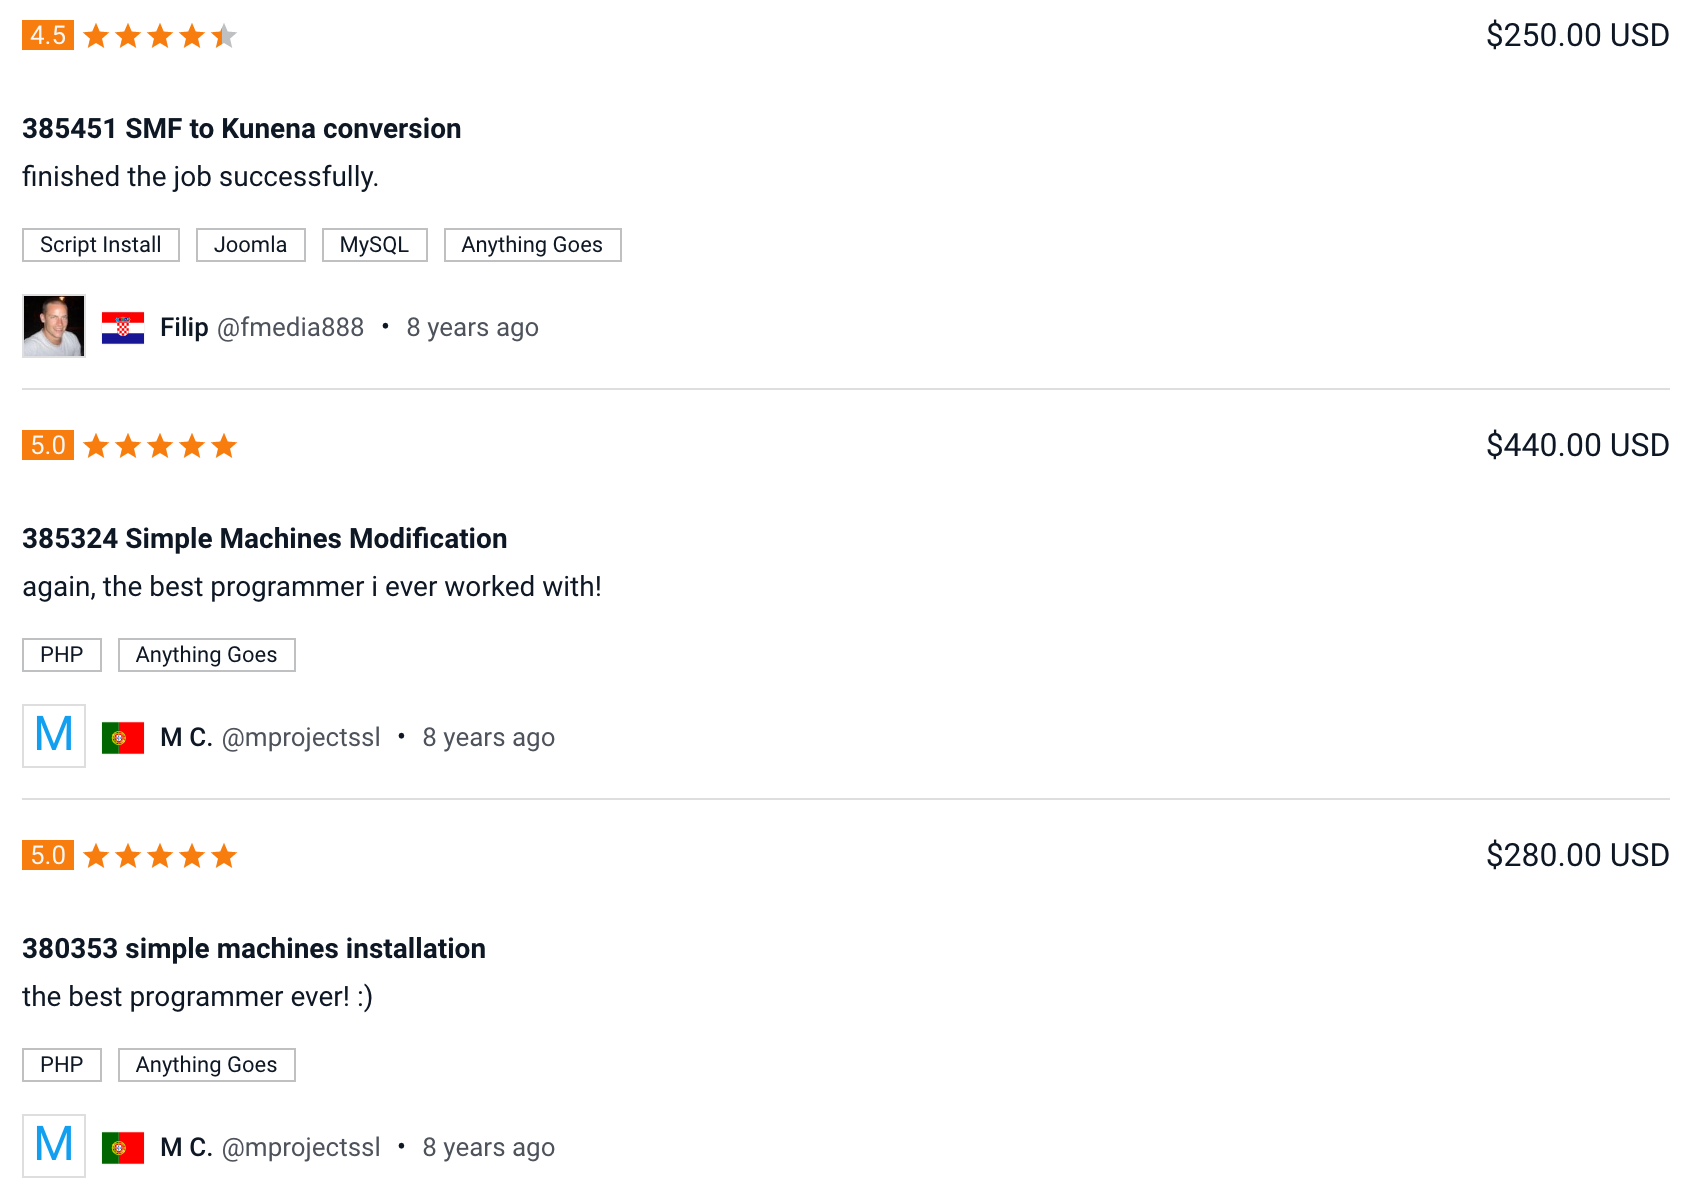 4.5 $250.00 USD
385451 SMF to Kunena conversion
finished the job successfully.
Script Install Joomla MySQL Anything Goes
Filip @fmedia888 • 8 years ago
5.0 $440.00 USD
385324 Simple Machines Modification
again, the best programmer i ever worked with!
PHP Anything Goes
M M C. @mprojectssl • 8 years ago
5.0 $280.00 USD
380353 simple machines installation
the best programmer ever! :)
PHP Anything Goes
M M C. @mprojectssl • 8 years ago